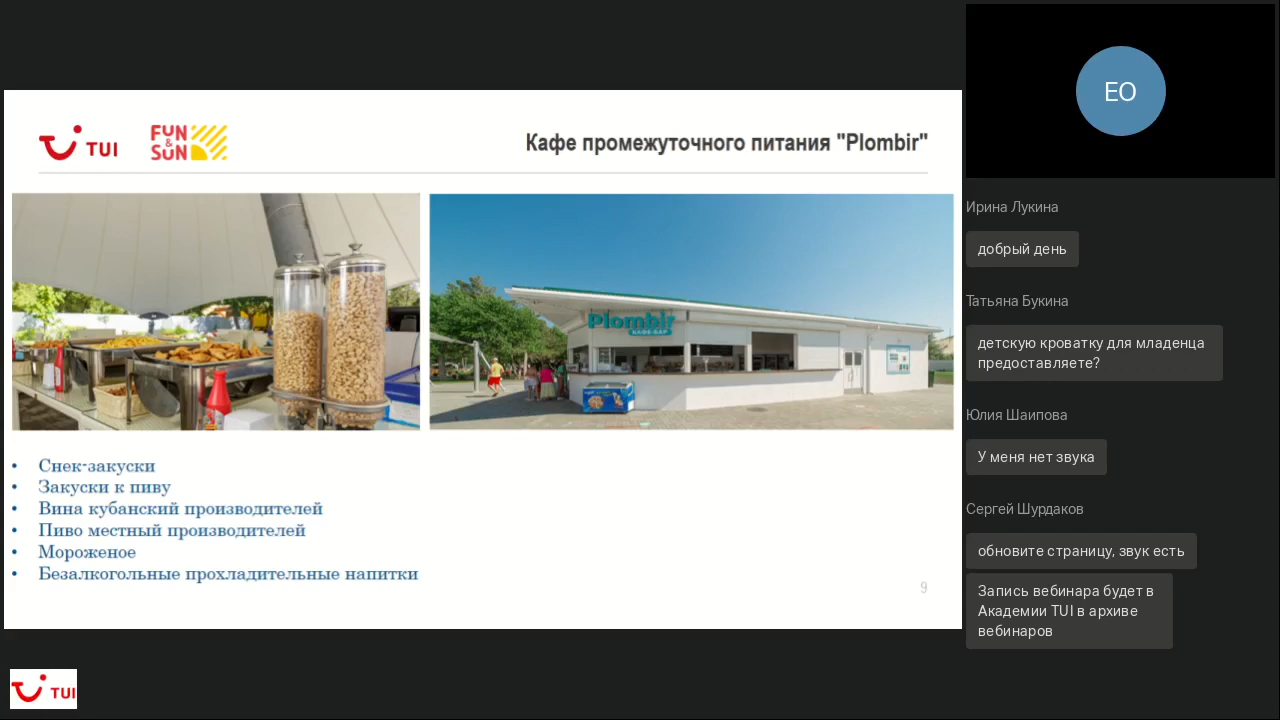 TUI
FUN
&
SUN
Кафе промежуточного питания "Plombir"
Plombir
КАФЕ-БАР
• Снек-закуски
• Закуски к пиву
• Вина кубанский производителей
• Пиво местный производителей
• Мороженое
• Безалкогольные прохладительные напитки
9
TUI
EO
Ирина Лукина
добрый день
Татьяна Букина
детскую кроватку для младенца
предоставляете?
Юлия Шаипова
У меня нет звука
Сергей Шурдаков
обновите страницу, звук есть
Запись вебинара будет в
Академии TUI в архиве
вебинаров